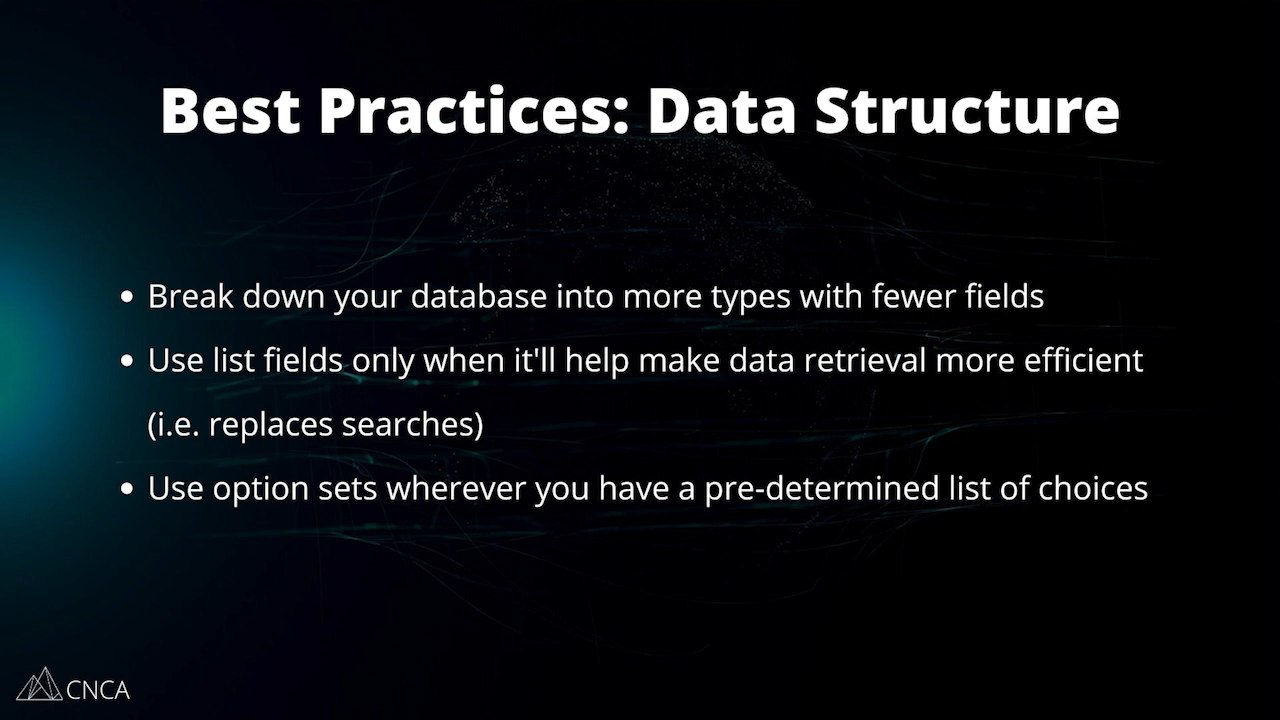 Best Practices: Data Structure
• Break down your database into more types with fewer fields
• Use list fields only when it'll help make data retrieval more efficient
(i.e. replaces searches)
• Use option sets wherever you have a pre-determined list of choices
CNCA